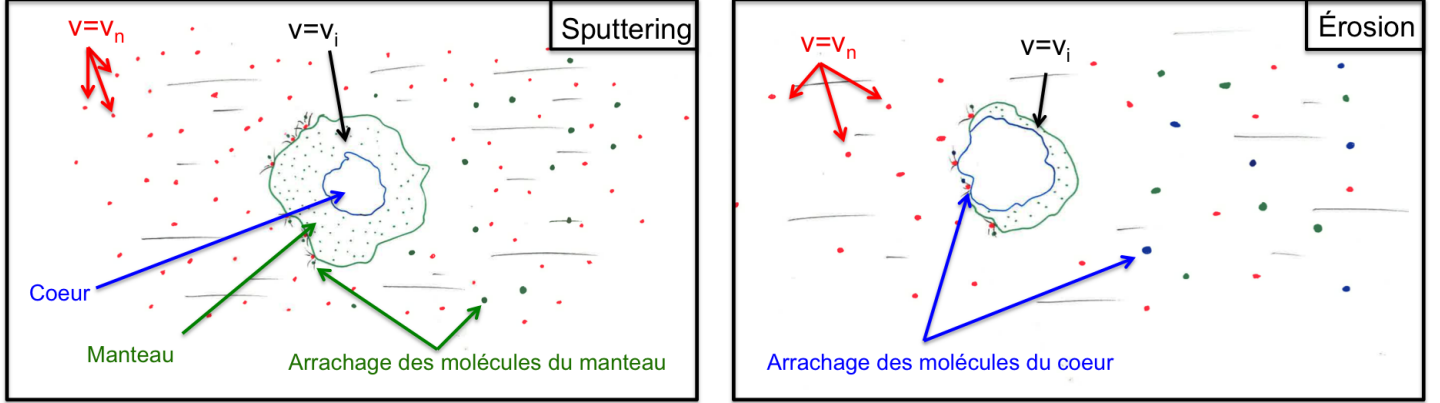 v=vn
v=vi
Sputtering
Coeur
Manteau
Arrachage des molécules du manteau
v=vn
v=vi
Érosion
Arrachage des molécules du coeur